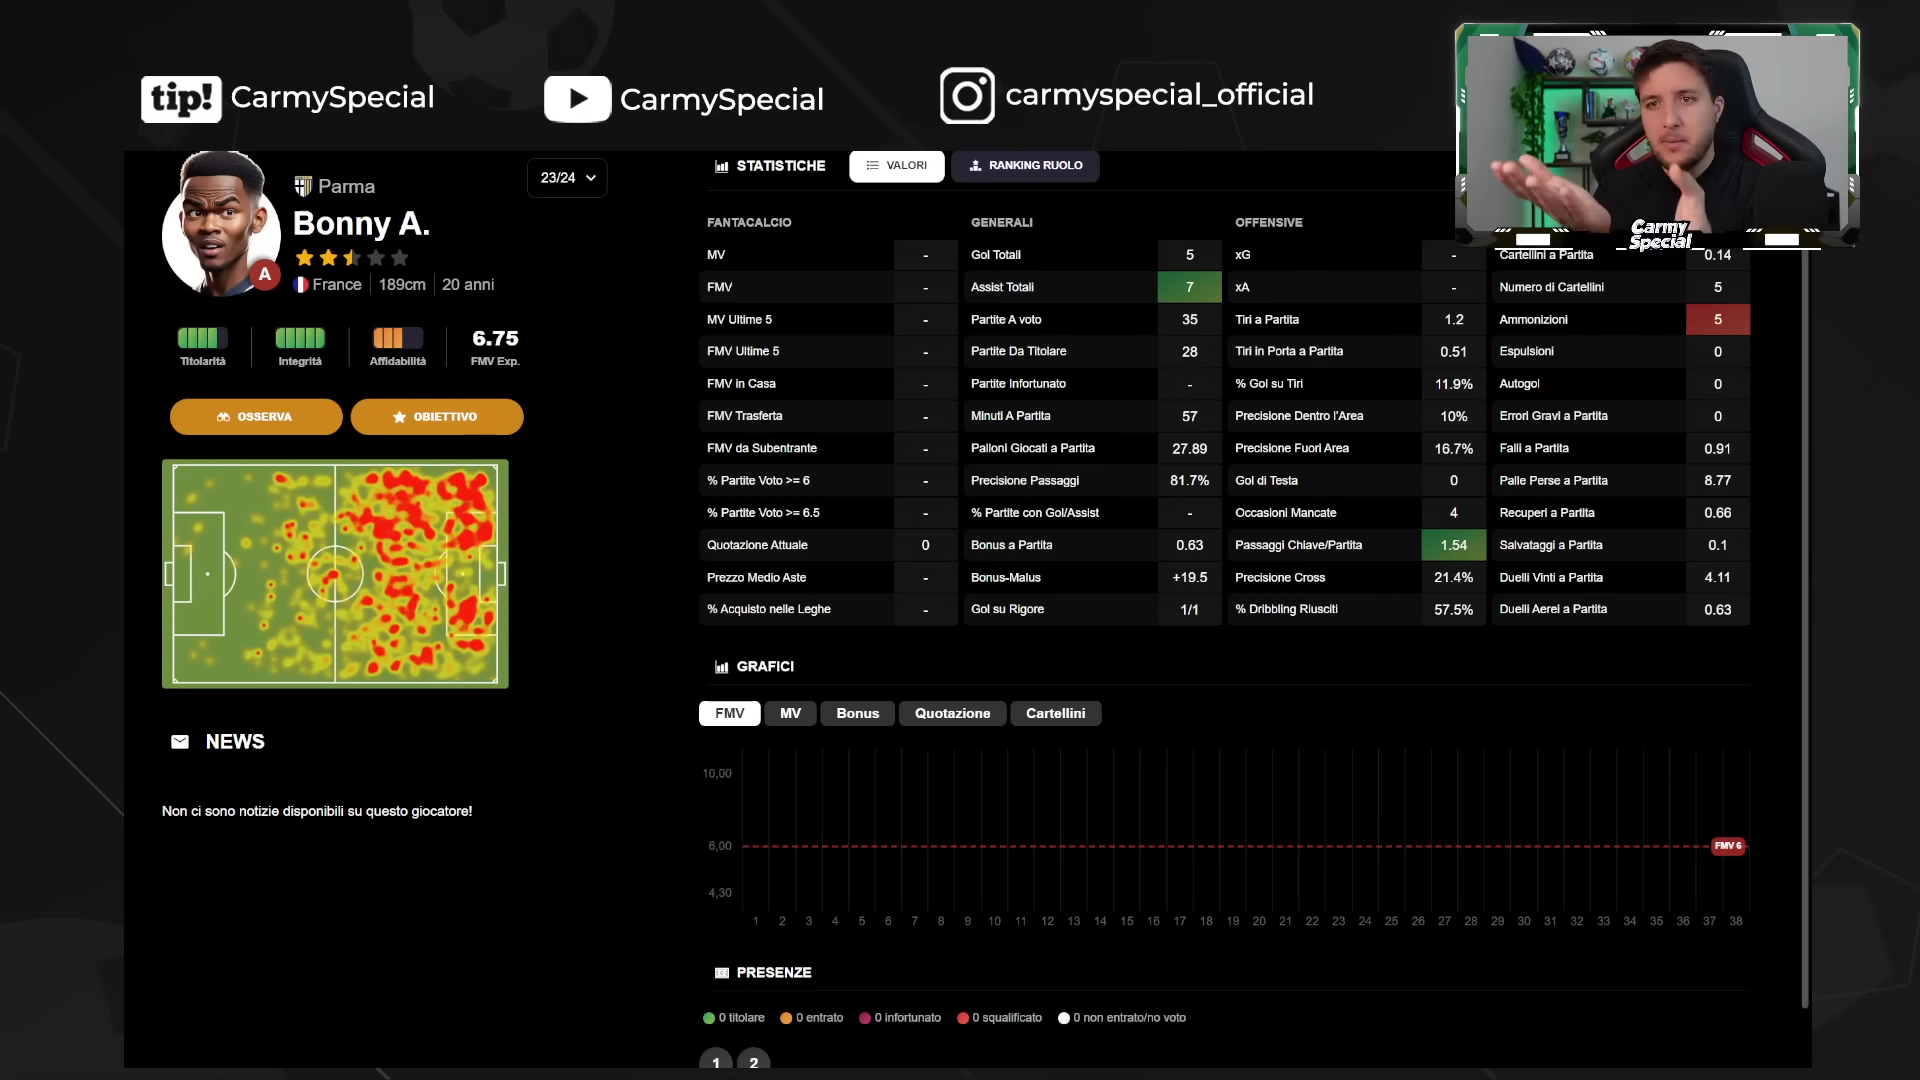 tip! CarmySpecial
CarmySpecial
carmyspecial_official
Carmy
Special
Parma
Bonny A.
A
France 189cm 20 anni
23/24
Titolarità
Integrità
Affidabilità
6.75
FMV Exp.
OSSERVA
OBIETTIVO
NEWS
Non ci sono notizie disponibili su questo giocatore!
STATISTICHE
VALORI
RANKING RUOLO
FANTACALCIO
MV -
FMV -
MV Ultime 5 -
FMV Ultime 5 -
FMV in Casa -
FMV Trasferta -
FMV da Subentrante -
% Partite Voto >= 6 -
% Partite Voto >= 6.5 -
Quotazione Attuale 0
Prezzo Medio Aste -
% Acquisto nelle Leghe -
GENERALI
Gol Totali 5
Assist Totali 7
Partite A voto 35
Partite Da Titolare 28
Partite Infortunato -
Minuti A Partita 57
Palloni Giocati a Partita 27.89
Precisione Passaggi 81.7%
% Partite con Gol/Assist -
Bonus a Partita 0.63
Bonus-Malus +19.5
Gol su Rigore 1/1
OFFENSIVE
xG -
xA -
Tiri a Partita 1.2
Tiri in Porta a Partita 0.51
% Gol su Tiri 11.9%
Precisione Dentro l'Area 10%
Precisione Fuori Area 16.7%
Gol di Testa 0
Occasioni Mancate 4
Passaggi Chiave/Partita 1.54
Precisione Cross 21.4%
% Dribbling Riusciti 57.5%
Cartellini a Partita 0.14
Numero di Cartellini 5
Ammonizioni 5
Espulsioni 0
Autogol 0
Errori Gravi a Partita 0
Falli a Partita 0.91
Palle Perse a Partita 8.77
Recuperi a Partita 0.66
Salvataggi a Partita 0.1
Duelli Vinti a Partita 4.11
Duelli Aerei a Partita 0.63
GRAFICI
FMV MV Bonus Quotazione Cartellini
10,00
6,00
FMV 6
4,30
1 2 3 4 5 6 7 8 9 10 11 12 13 14 15 16 17 18 19 20 21 22 23 24 25 26 27 28 29 30 31 32 33 34 35 36 37 38
PRESENZE
0 titolare 0 entrato 0 infortunato 0 squalificato 0 non entrato/no voto
1 2